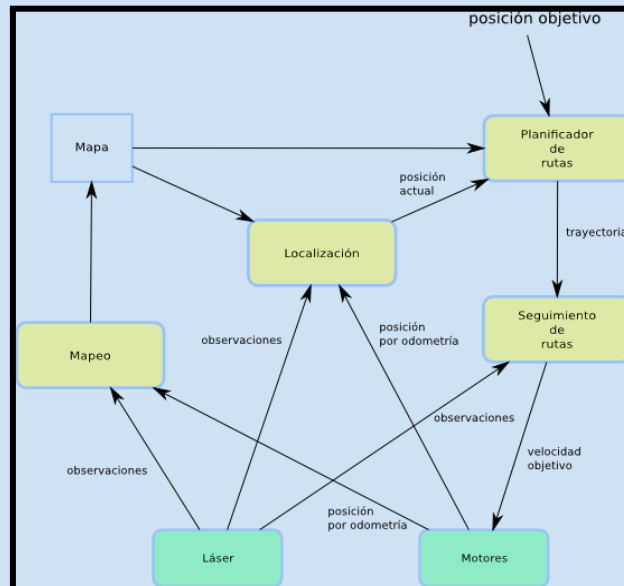 posición objetivo
Planificador
de
rutas
Mapa
posición
actual
trayectoria
Localización
Seguimiento
de
rutas
observaciones
posición
por odometría
Mapeo
observaciones
velocidad
objetivo
observaciones
posición
por odometría
Láser
Motores